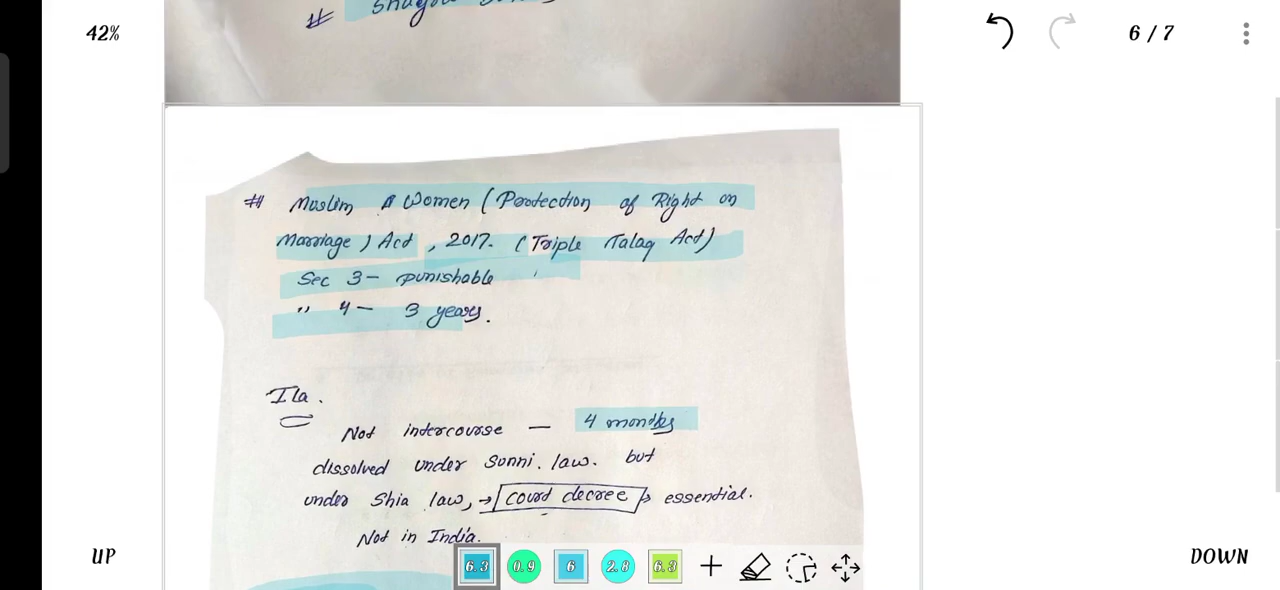 42%
6 / 7
#
# Muslim Women (Protection of Right on
Marriage) Act, 2017. (Triple Talaq Act)
Sec 3 - punishable
" 4 - 3 years.
Ila.
Not intercourse - 4 months
dissolved under Sunni. law. but
under Shia law, → court decree → essential.
Not in India.
UP
6.3 0.9 6 2.8 6.3
DOWN